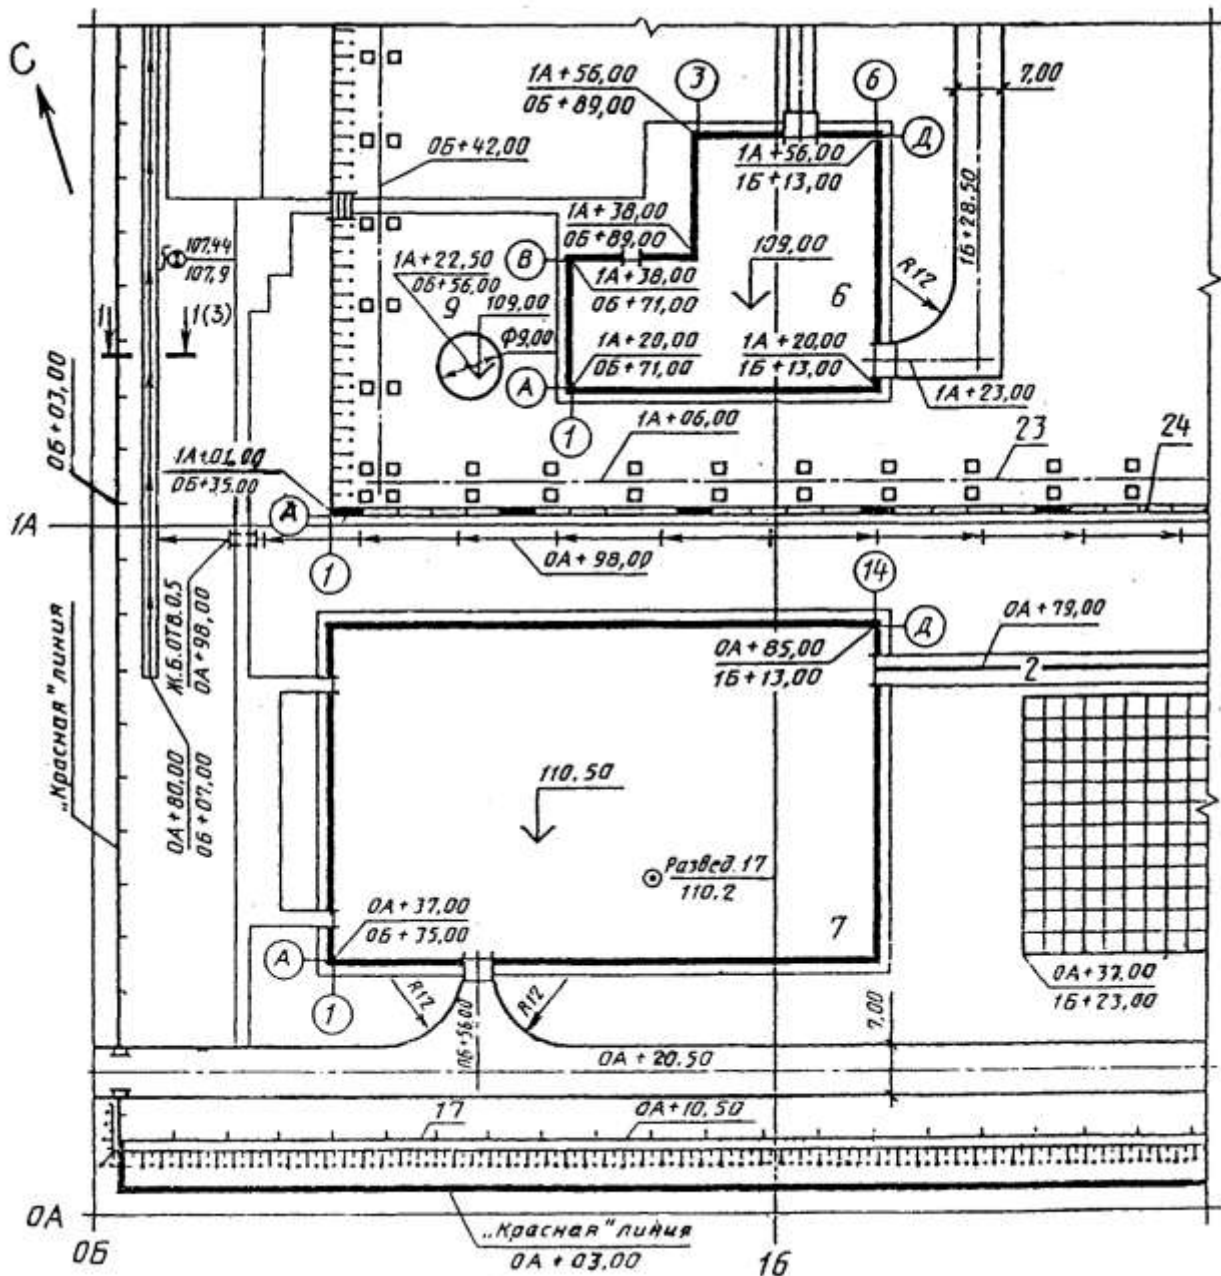 С
3
6
7,00
1А+56,00
0Б+89,00
Д
0Б+42,00
1А+56,00
1Б+13,00
1Б+28.50
1А+38,00
0Б+89,00
107.44
107,9
В
1А+22,50
0Б+56,00
109,00
R12
9
109,00
1А+38,00
0Б+71,00
6
1
1(3)
Ф9,00
1А+20,00
0Б+71,00
1А+20,00
1Б+13,00
А
1А+23,00
0Б+03,00
1
1А+06,00
23
24
1А+01.00
0Б+35.00
Д
1А
0А+98,00
1
14
Ж.Б.ОТВ.0.5
0А+98,00
0А+79,00
Д
0А+85,00
1Б+13,00
2
„Красная" линия
0А+80.00
0Б+07.00
110.50
Развед.17
110.2
0А+37,00
0Б+35,00
7
А
0А+37.00
1Б+23,00
1
R12
R12
0Б+56.00
7,00
0А+20.50
17
0А+10,50
0А
„Красная" линия
0А+03.00
0Б
1Б